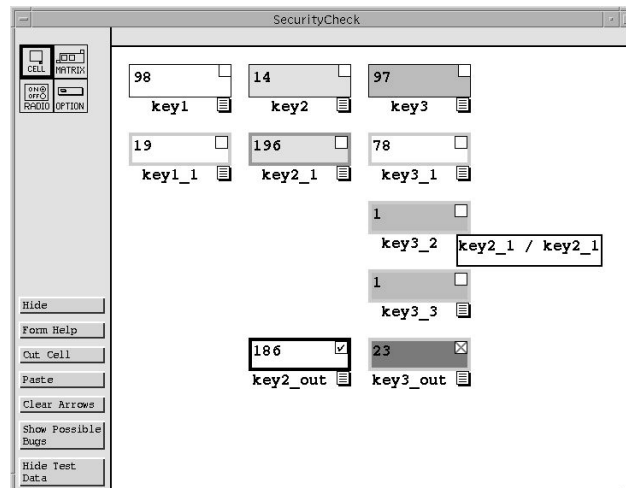 SecurityCheck
CELL MATRIX
ON OFF
RADIO OPTION
98 14 97
key1 key2 key3
19 196 78
key1_1 key2_1 key3_1
1
key3_2 key2_1 / key2_1
1
key3_3
186 23
key2_out key3_out
Hide
Form Help
Cut Cell
Paste
Clear Arrows
Show Possible
Bugs
Hide Test
Data